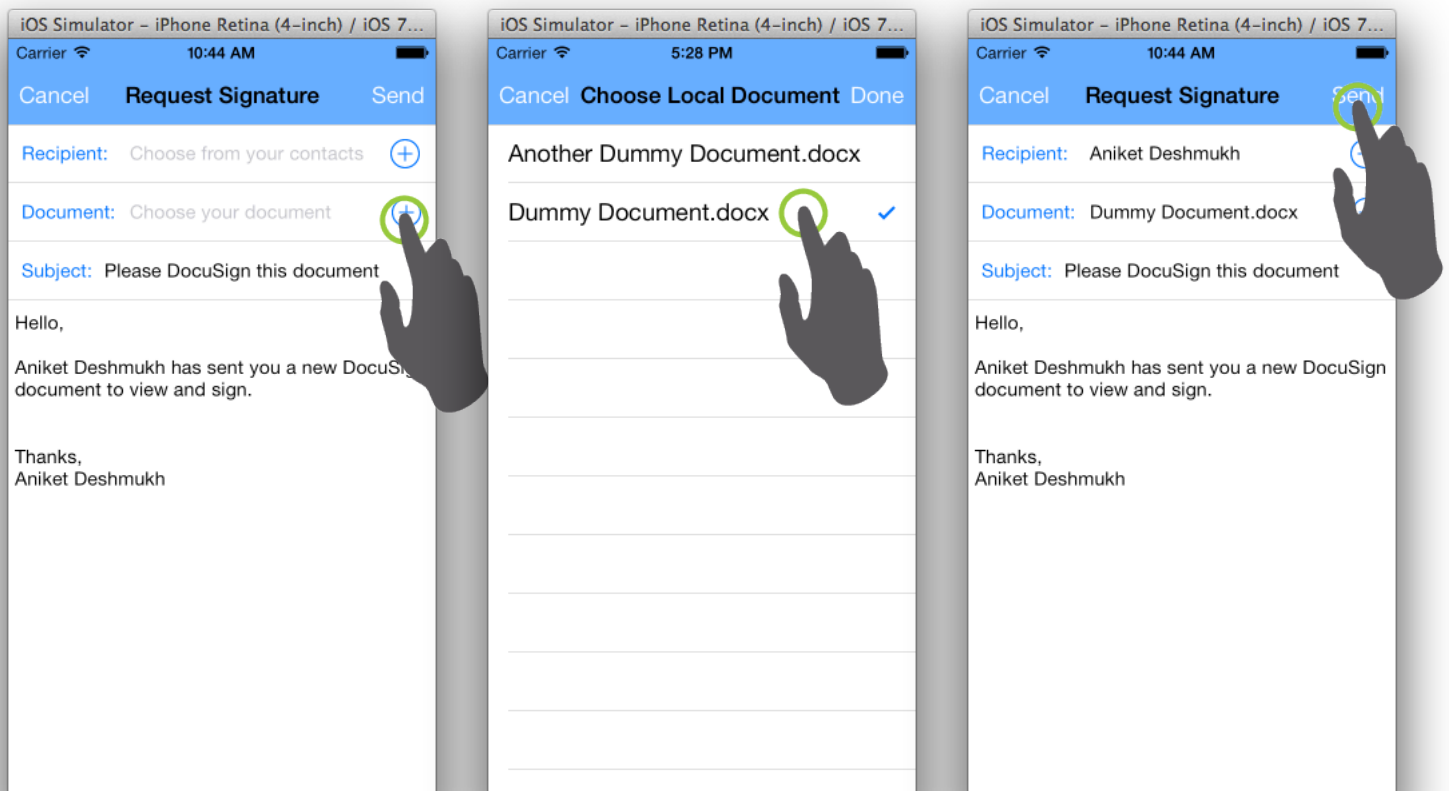 iOS Simulator – iPhone Retina (4-inch) / iOS 7...
Carrier 10:44 AM
Cancel Request Signature Send
Recipient: Choose from your contacts
Document: Choose your document
Subject: Please DocuSign this document
Hello,
Aniket Deshmukh has sent you a new
document to view and sign.
Thanks,
Aniket Deshmukh
iOS Simulator – iPhone Retina (4-inch) / iOS 7...
Carrier 5:28 PM
Cancel Choose Local Document Done
Another Dummy Document.docx
Dummy Document.docx
iOS Simulator – iPhone Retina (4-inch) / iOS 7...
Carrier 10:44 AM
Cancel Request Signature Send
Recipient: Aniket Deshmukh
Document: Dummy Document.docx
Subject: Please DocuSign this document
Hello,
Aniket Deshmukh has sent you a new DocuSign
document to view and sign.
Thanks,
Aniket Deshmukh